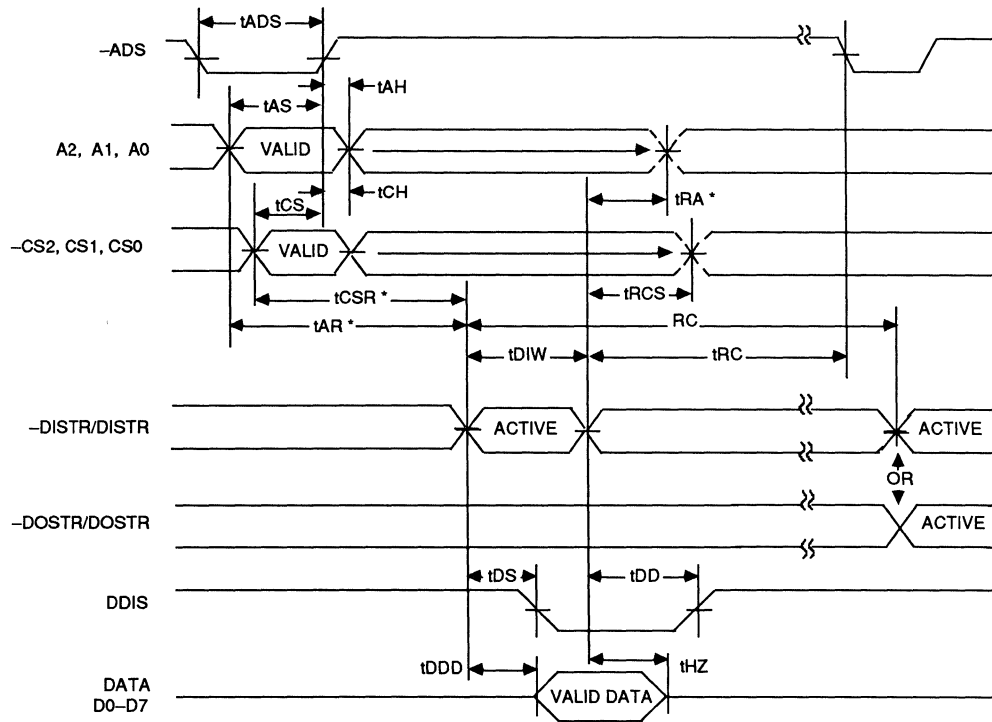 tADS
–ADS
tAH
tAS
A2, A1, A0
VALID
tCH
tCS
tRA *
–CS2, CS1, CS0
VALID
tCSR *
tRCS
tAR *
RC
tDIW
tRC
–DISTR/DISTR
ACTIVE
ACTIVE
OR
–DOSTR/DOSTR
ACTIVE
tDS
tDD
DDIS
tDDD
tHZ
DATA
D0–D7
VALID DATA